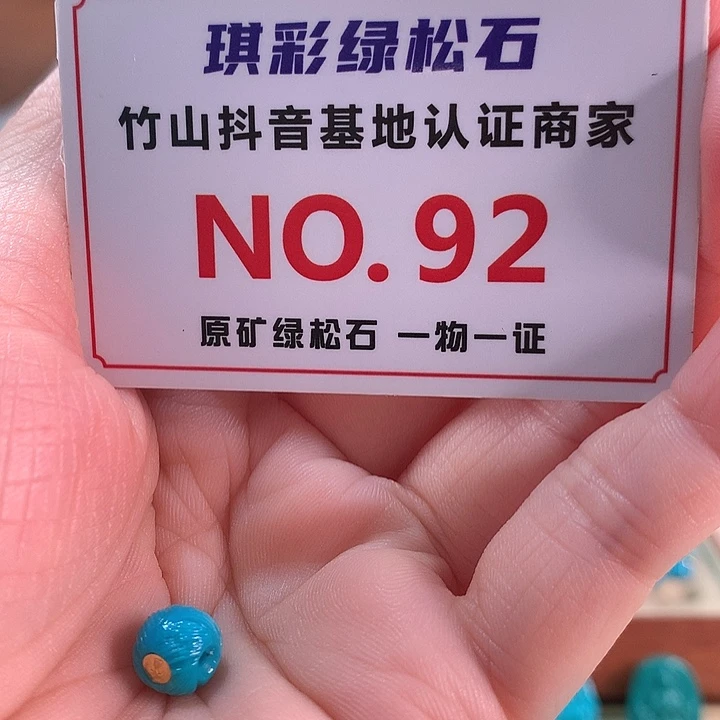 琪彩绿松石
竹山抖音基地认证商家
NO.92
原矿绿松石 一物一证